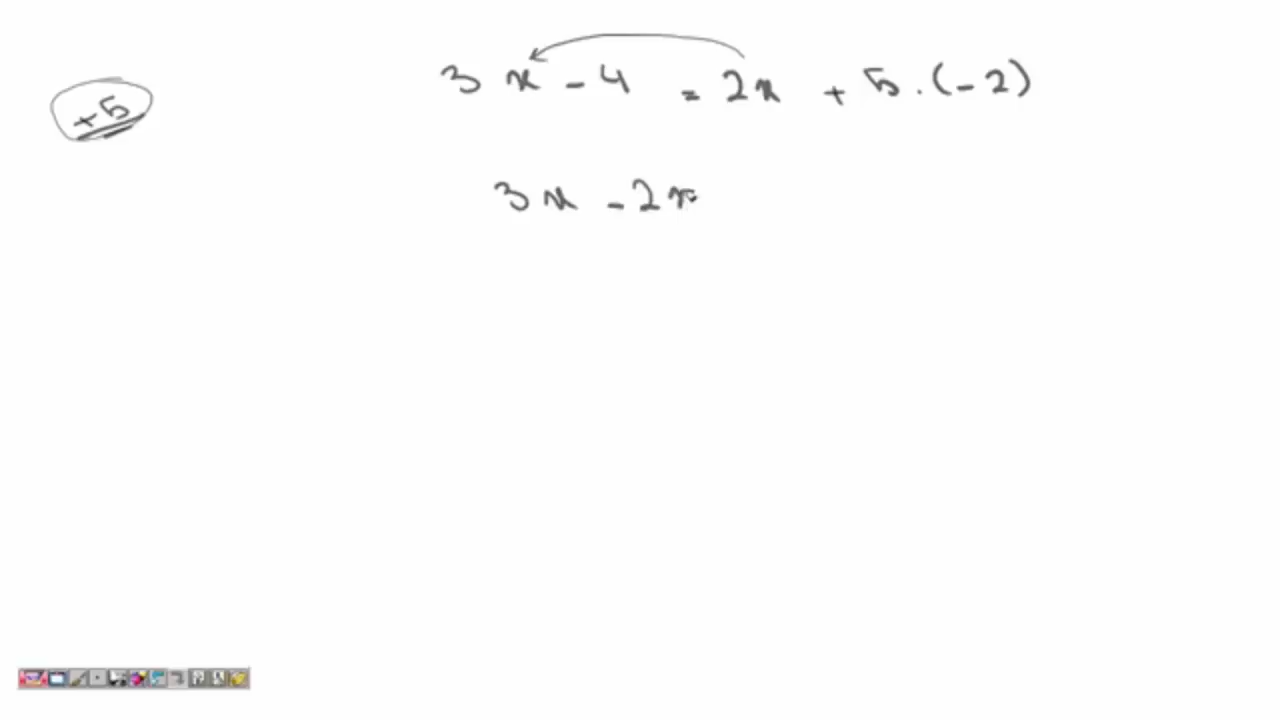 3x - 4 = 2x + 5 . (-2)
+5
3x - 2x